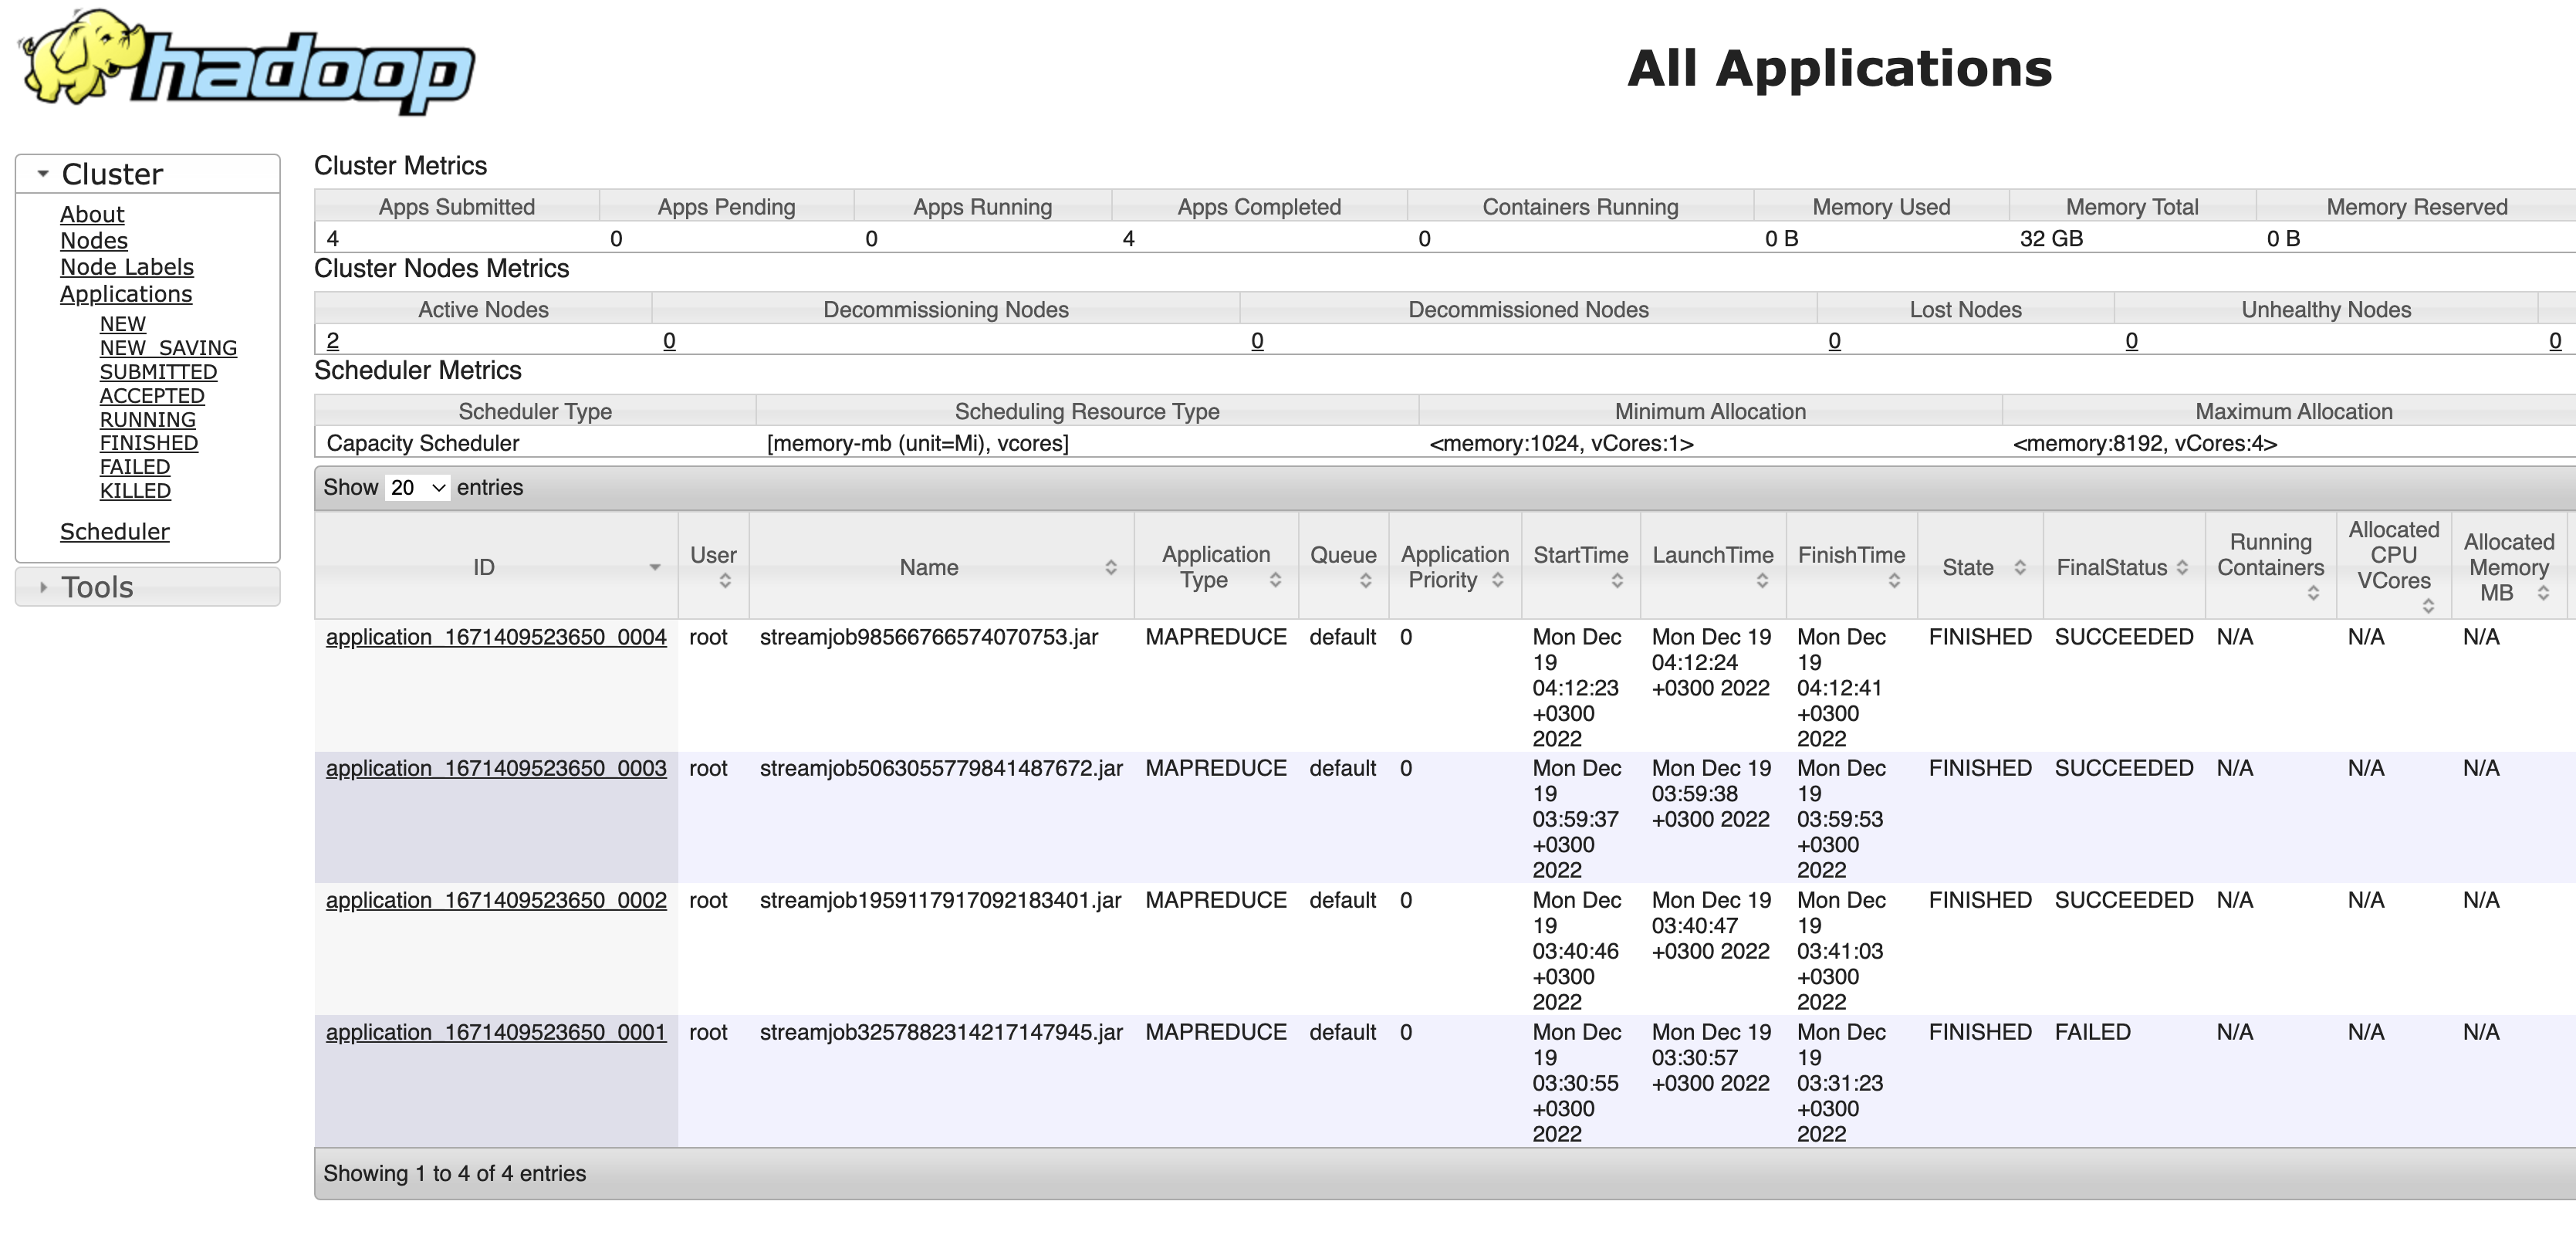 hadoop
All Applications
Cluster
About
Nodes
Node Labels
Applications
NEW
NEW_SAVING
SUBMITTED
ACCEPTED
RUNNING
FINISHED
FAILED
KILLED
Scheduler
Tools
Cluster Metrics
Apps Submitted Apps Pending Apps Running Apps Completed Containers Running Memory Used Memory Total Memory Reserved
4 0 0 4 0 0 B 32 GB 0 B
Cluster Nodes Metrics
Active Nodes Decommissioning Nodes Decommissioned Nodes Lost Nodes Unhealthy Nodes
2 0 0 0 0 0
Scheduler Metrics
Scheduler Type Scheduling Resource Type Minimum Allocation Maximum Allocation
Capacity Scheduler [memory-mb (unit=Mi), vcores] <memory:1024, vCores:1> <memory:8192, vCores:4>
Show 20 entries
ID User Name Application Type Queue Application Priority StartTime LaunchTime FinishTime State FinalStatus Running Containers Allocated CPU VCores Allocated Memory MB
application_1671409523650_0004 root streamjob98566766574070753.jar MAPREDUCE default 0 Mon Dec 19 04:12:23 +0300 2022 Mon Dec 19 04:12:24 +0300 2022 Mon Dec 19 04:12:41 +0300 2022 FINISHED SUCCEEDED N/A N/A N/A
application_1671409523650_0003 root streamjob5063055779841487672.jar MAPREDUCE default 0 Mon Dec 19 03:59:37 +0300 2022 Mon Dec 19 03:59:38 +0300 2022 Mon Dec 19 03:59:53 +0300 2022 FINISHED SUCCEEDED N/A N/A N/A
application_1671409523650_0002 root streamjob1959117917092183401.jar MAPREDUCE default 0 Mon Dec 19 03:40:46 +0300 2022 Mon Dec 19 03:40:47 +0300 2022 Mon Dec 19 03:41:03 +0300 2022 FINISHED SUCCEEDED N/A N/A N/A
application_1671409523650_0001 root streamjob3257882314217147945.jar MAPREDUCE default 0 Mon Dec 19 03:30:55 +0300 2022 Mon Dec 19 03:30:57 +0300 2022 Mon Dec 19 03:31:23 +0300 2022 FINISHED FAILED N/A N/A N/A
Showing 1 to 4 of 4 entries